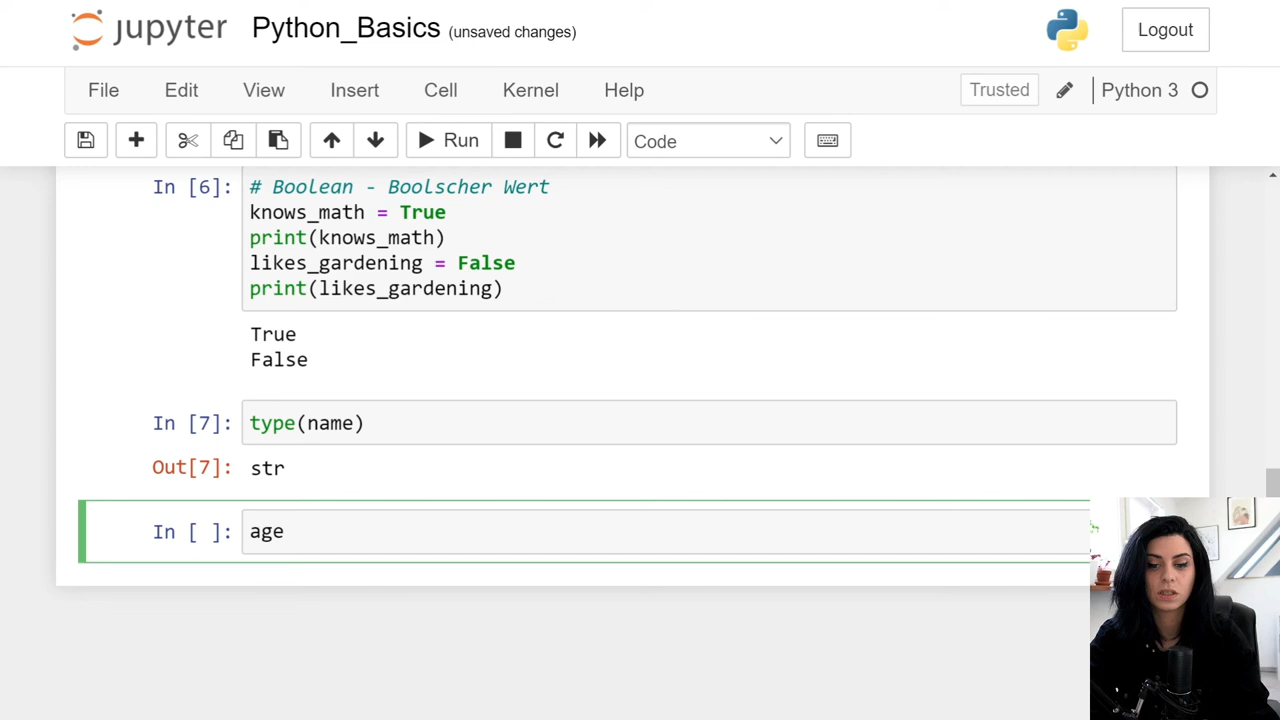 jupyter Python_Basics (unsaved changes) Logout
File Edit View Insert Cell Kernel Help Trusted Python 3
Run Code
In [6]: # Boolean - Boolscher Wert
knows_math = True
print(knows_math)
likes_gardening = False
print(likes_gardening)
True
False
In [7]: type(name)
Out[7]: str
In [ ]: age